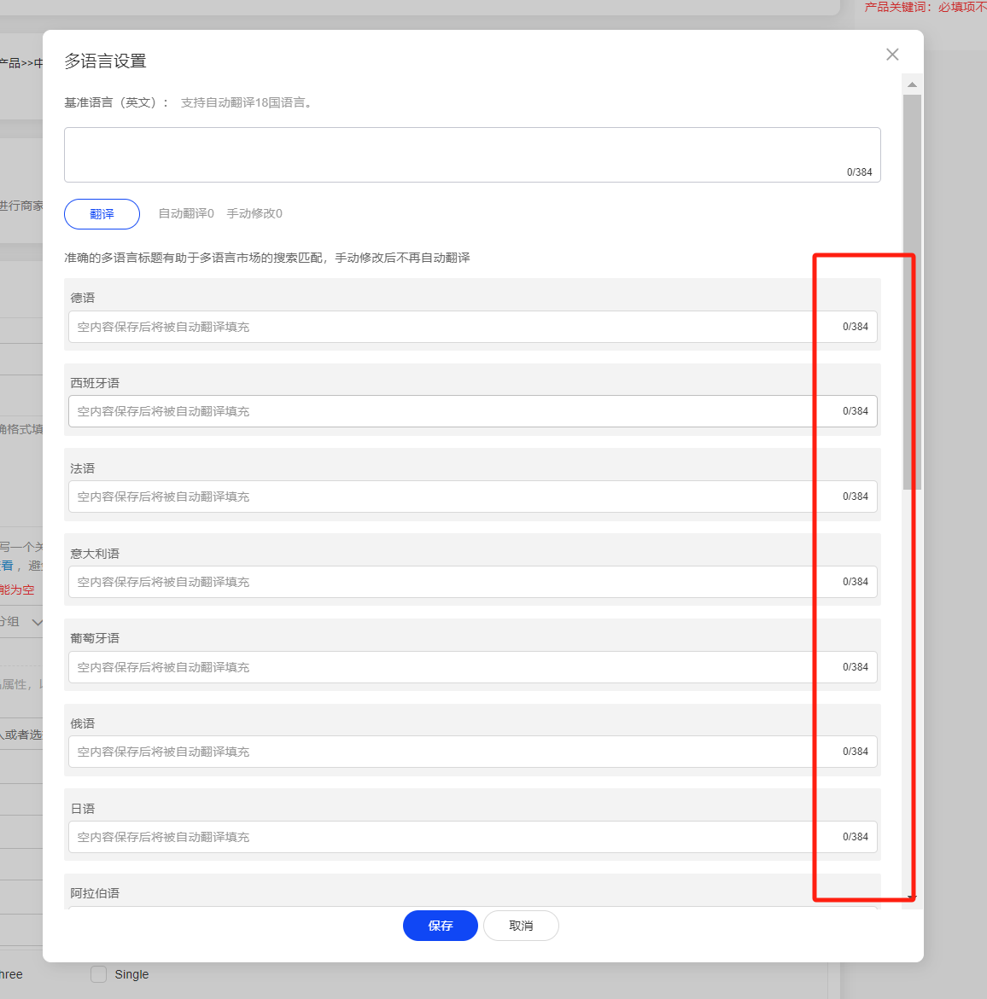 产品关键词：必填项不
产品>>中
多语言设置
基准语言（英文）： 支持自动翻译18国语言。
0/384
进行商家
翻译 自动翻译0 手动修改0
准确的多语言标题有助于多语言市场的搜索匹配，手动修改后不再自动翻译
德语
空内容保存后将被自动翻译填充 0/384
西班牙语
空内容保存后将被自动翻译填充 0/384
确格式填
法语
空内容保存后将被自动翻译填充 0/384
写一个关
意大利语
看，避
空内容保存后将被自动翻译填充 0/384
能为空
分组
葡萄牙语
空内容保存后将被自动翻译填充 0/384
品属性，以
俄语
人或者选
空内容保存后将被自动翻译填充 0/384
日语
空内容保存后将被自动翻译填充 0/384
阿拉伯语
保存 取消
hree Single